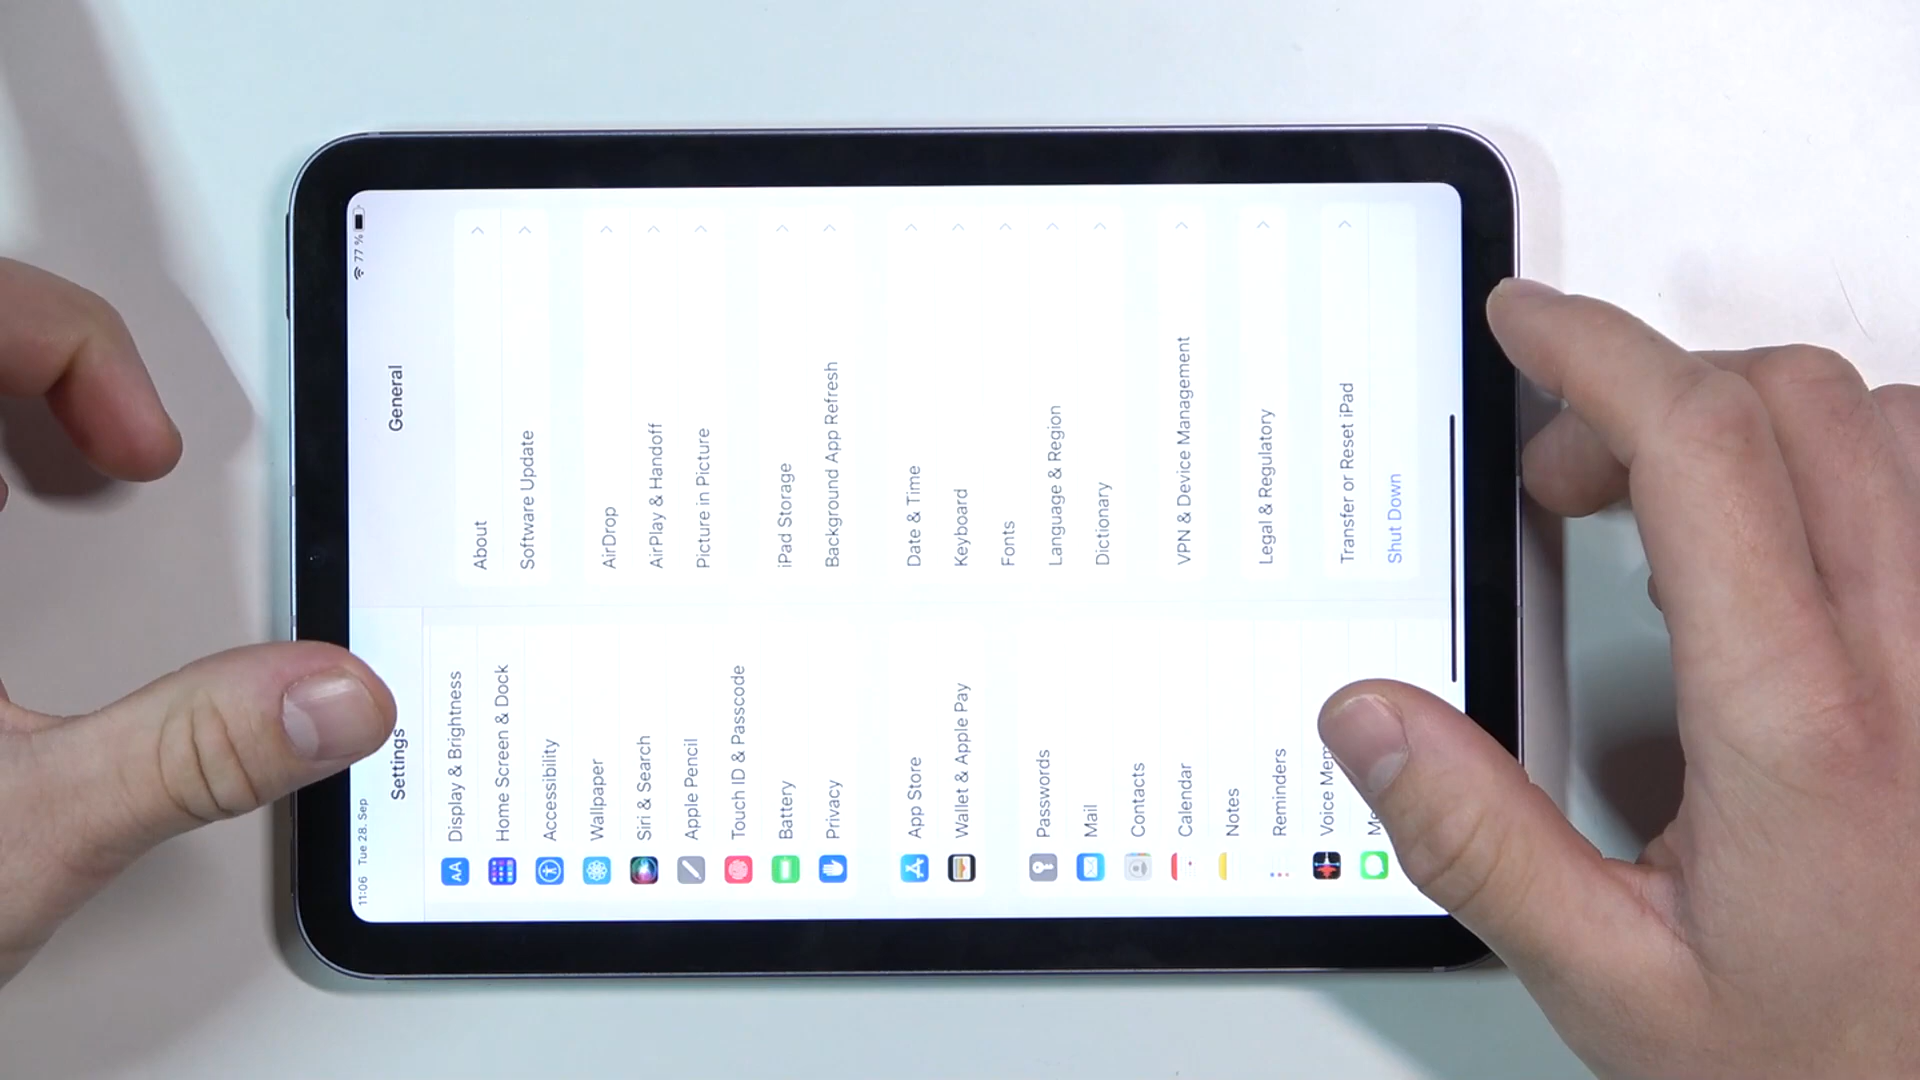 11:06 Tue 28. Sep
77 %
Settings
Display & Brightness
Home Screen & Dock
Accessibility
Wallpaper
Siri & Search
Apple Pencil
Touch ID & Passcode
Battery
Privacy
App Store
Wallet & Apple Pay
Passwords
Mail
Contacts
Calendar
Notes
Reminders
Voice Mem
Me
General
About
Software Update
AirDrop
AirPlay & Handoff
Picture in Picture
iPad Storage
Background App Refresh
Date & Time
Keyboard
Fonts
Language & Region
Dictionary
VPN & Device Management
Legal & Regulatory
Transfer or Reset iPad
Shut Down